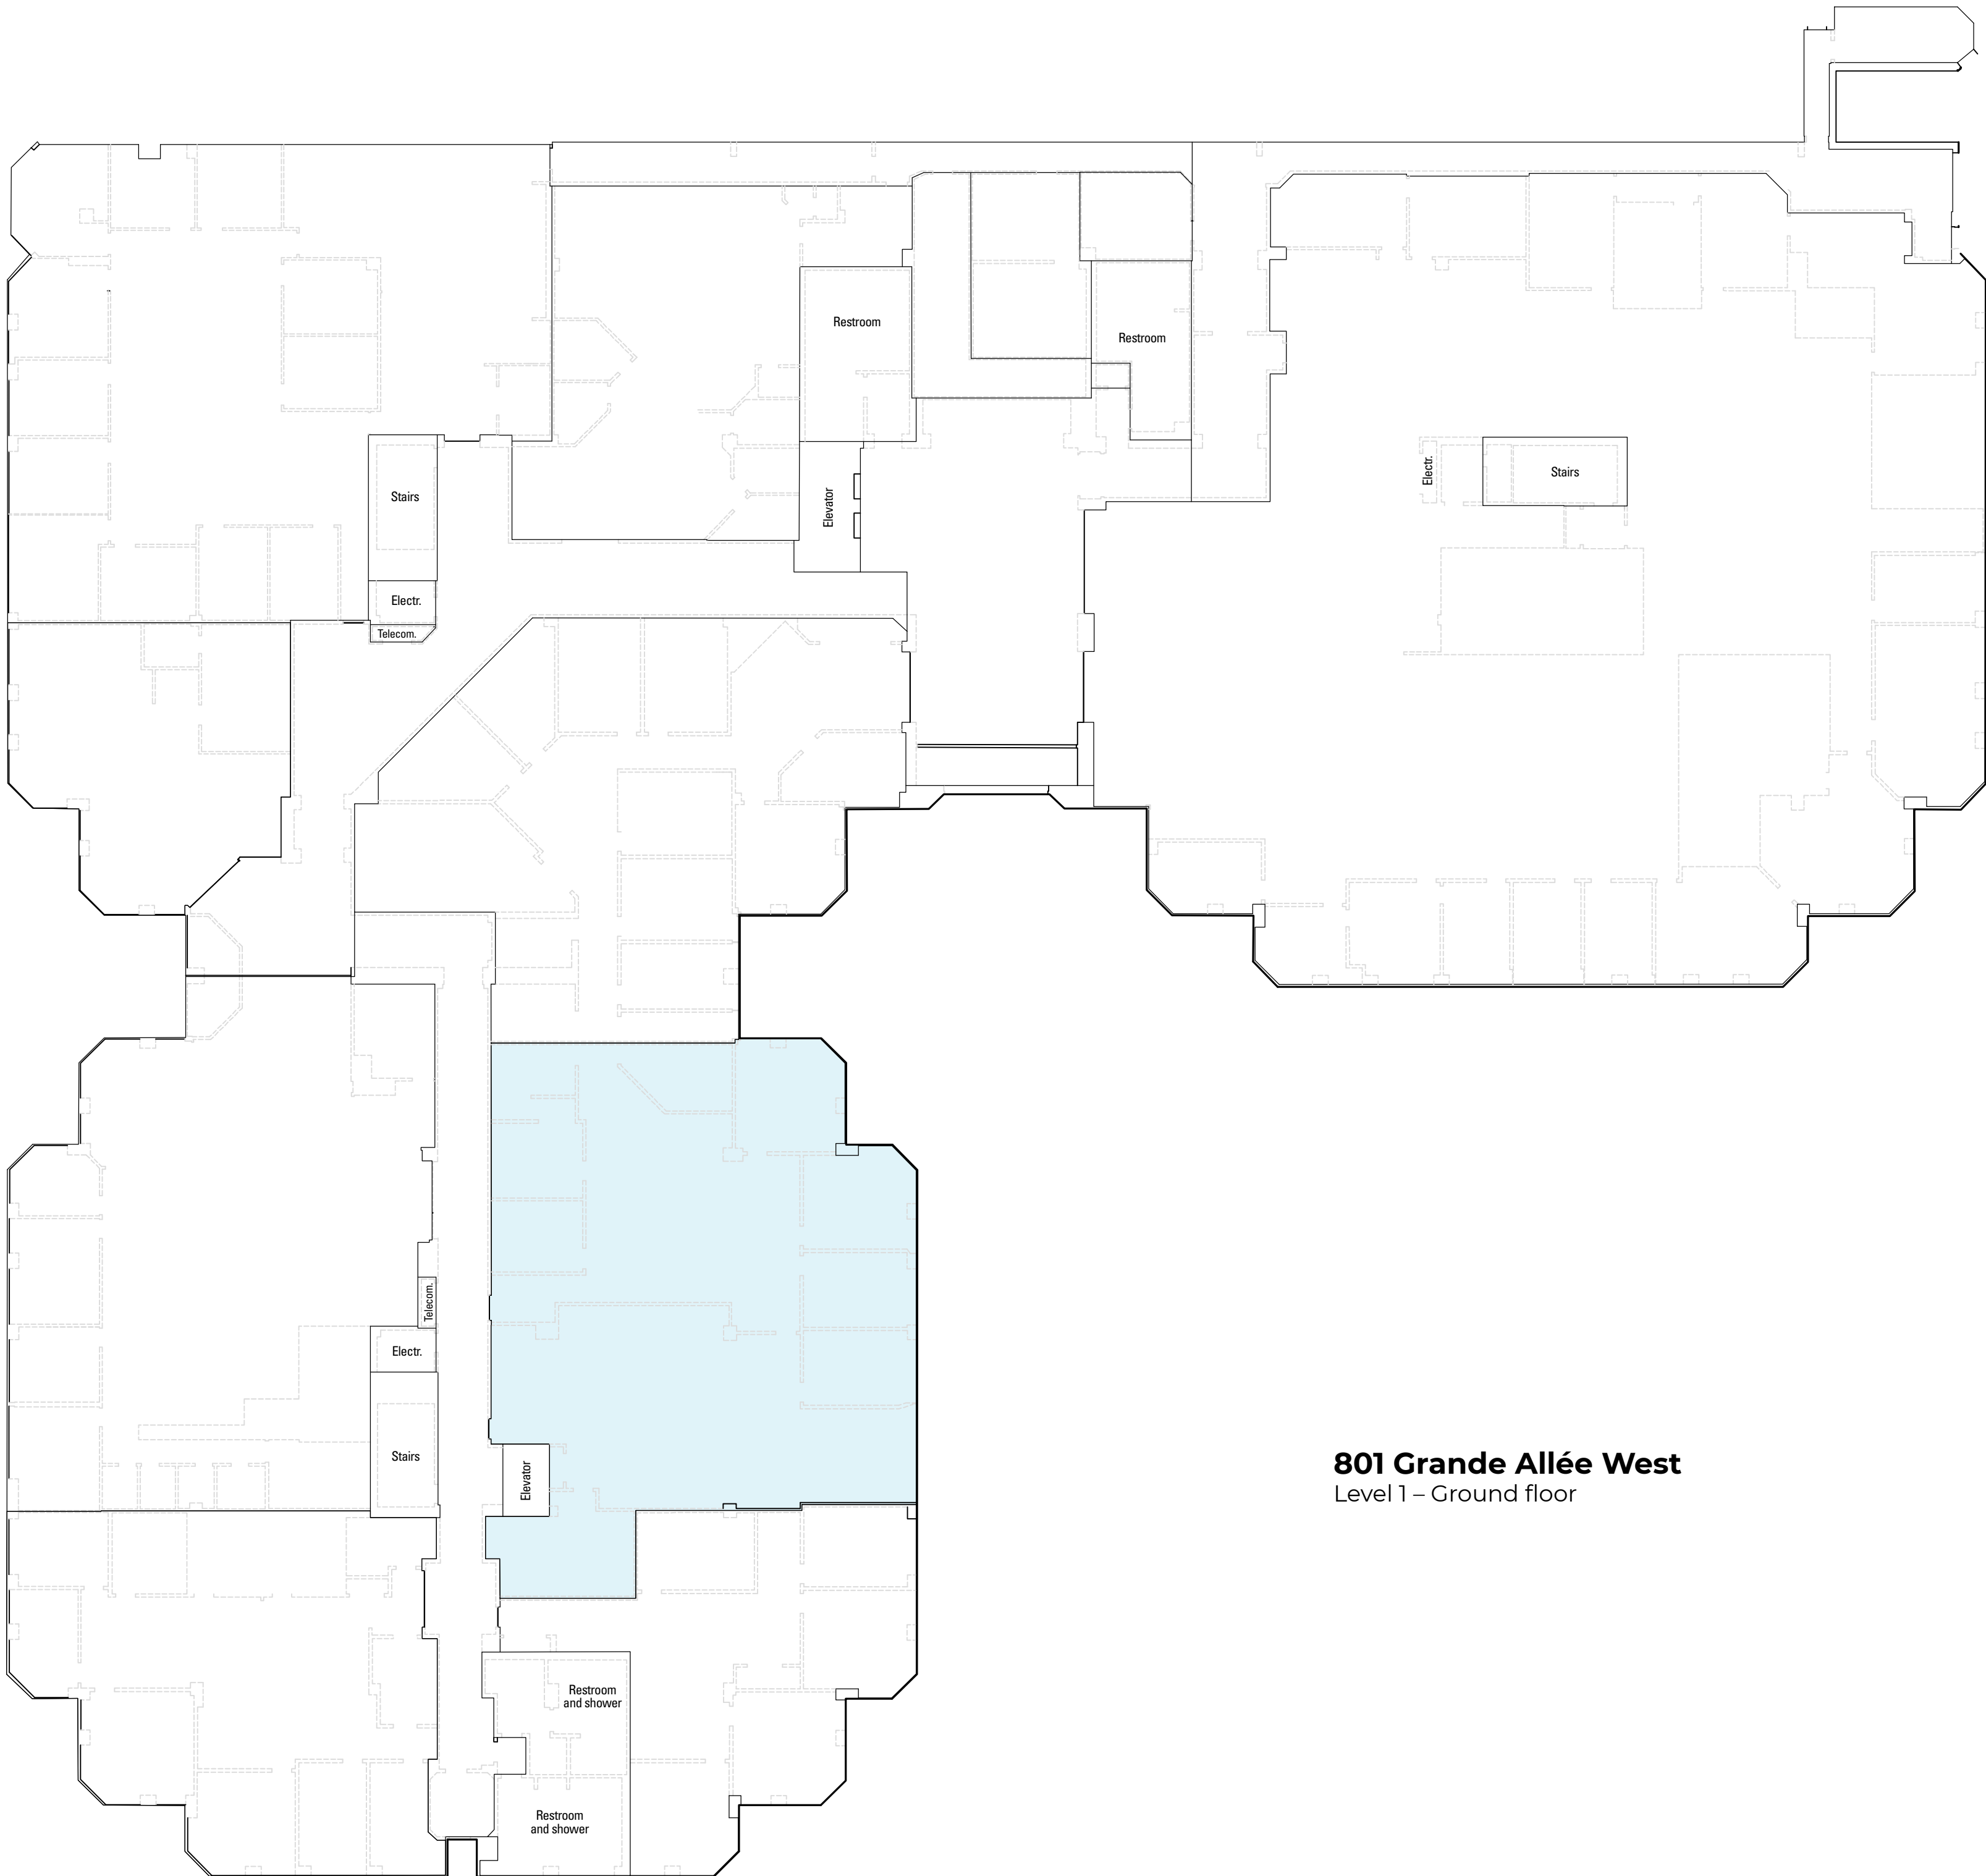 Restroom
Restroom
Stairs
Elevator
Electr.
Stairs
Electr.
Telecom.
Telecom.
Electr.
Stairs
Elevator
801 Grande Allée West
Level 1 – Ground floor
Restroom
and shower
Restroom
and shower